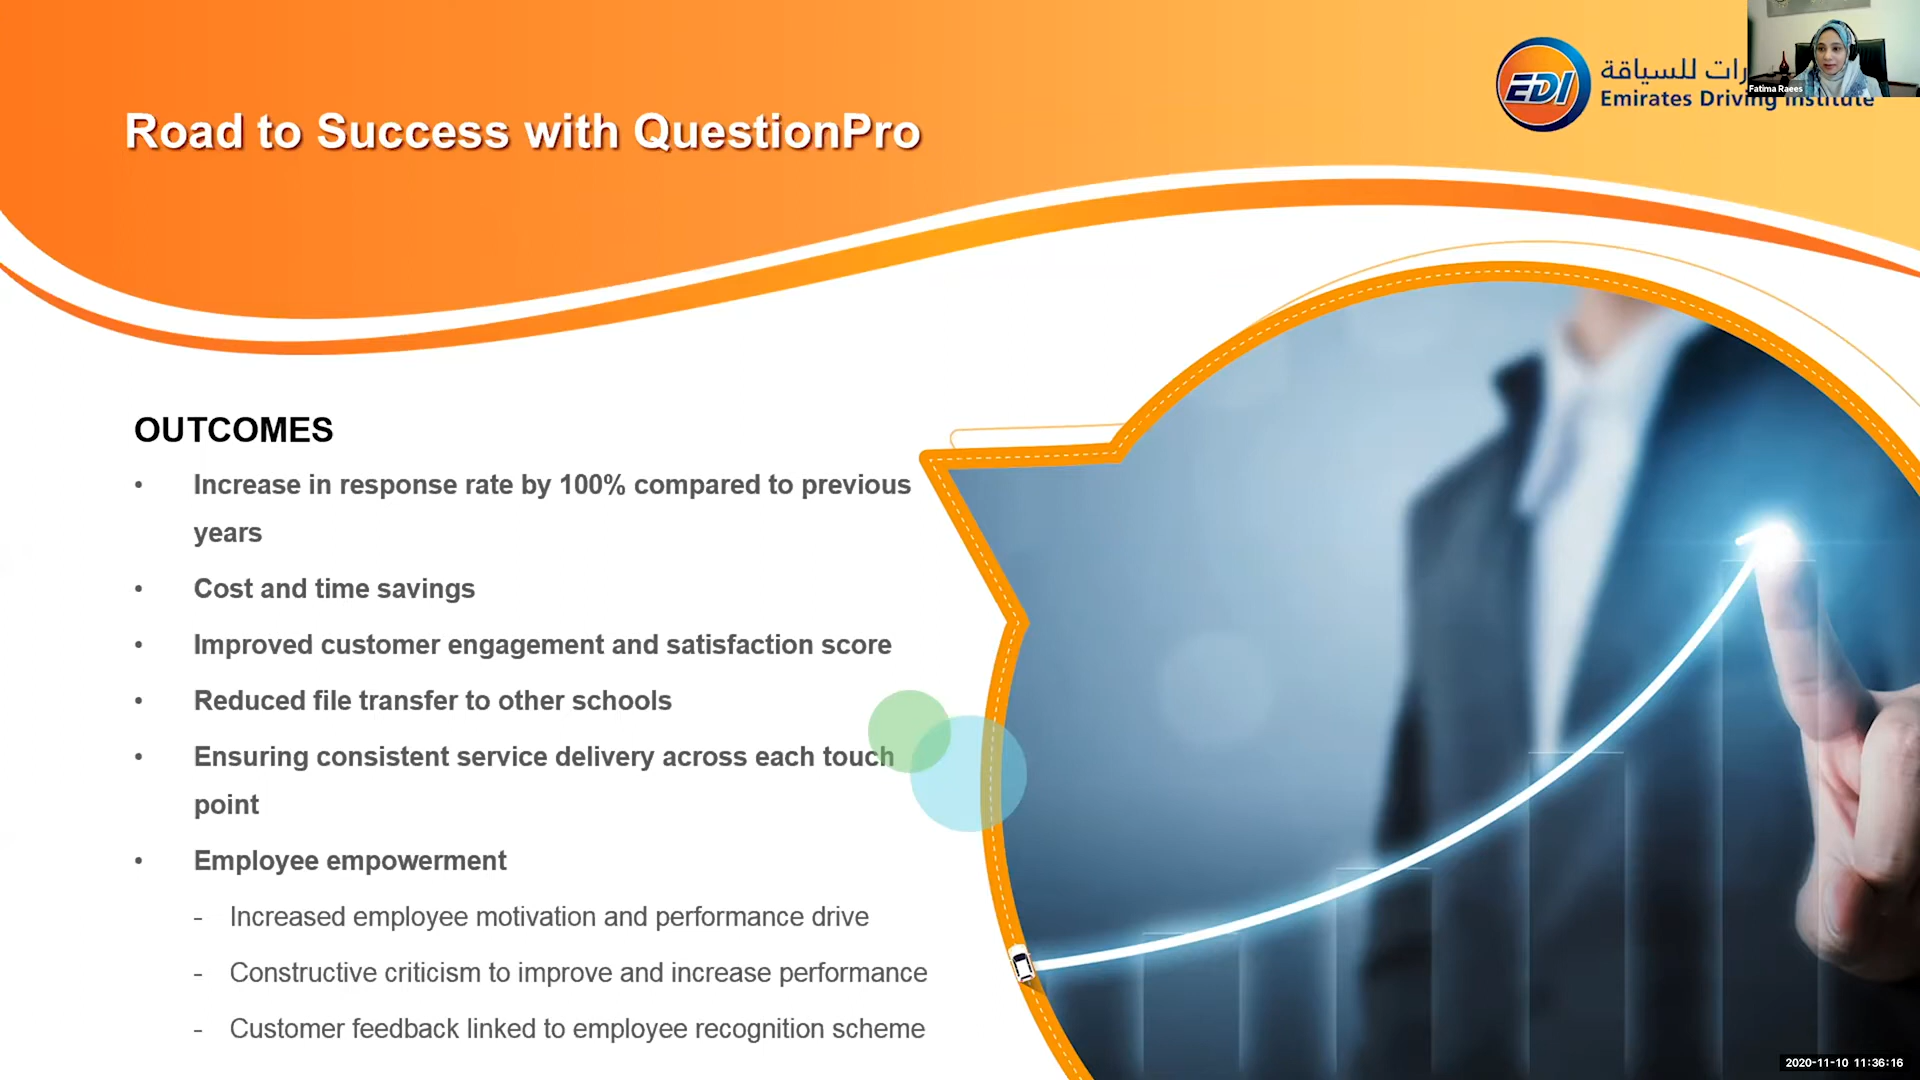 EDI
رات للسياقة
Emirates Driving Institute
Fatima Raees
Road to Success with QuestionPro
OUTCOMES
• Increase in response rate by 100% compared to previous
years
• Cost and time savings
• Improved customer engagement and satisfaction score
• Reduced file transfer to other schools
• Ensuring consistent service delivery across each touch
point
• Employee empowerment
- Increased employee motivation and performance drive
- Constructive criticism to improve and increase performance
- Customer feedback linked to employee recognition scheme
2020-11-10 11:36:16